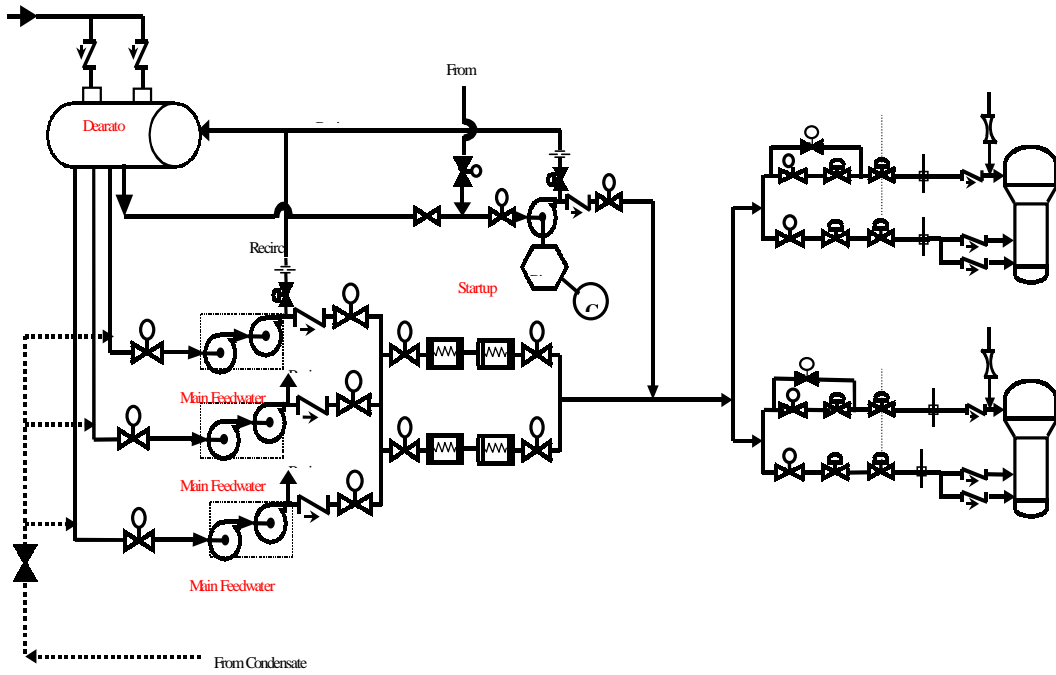 From
Dearato
Recirc
Startup
Main Feedwater
Main Feedwater
Main Feedwater
From Condensate